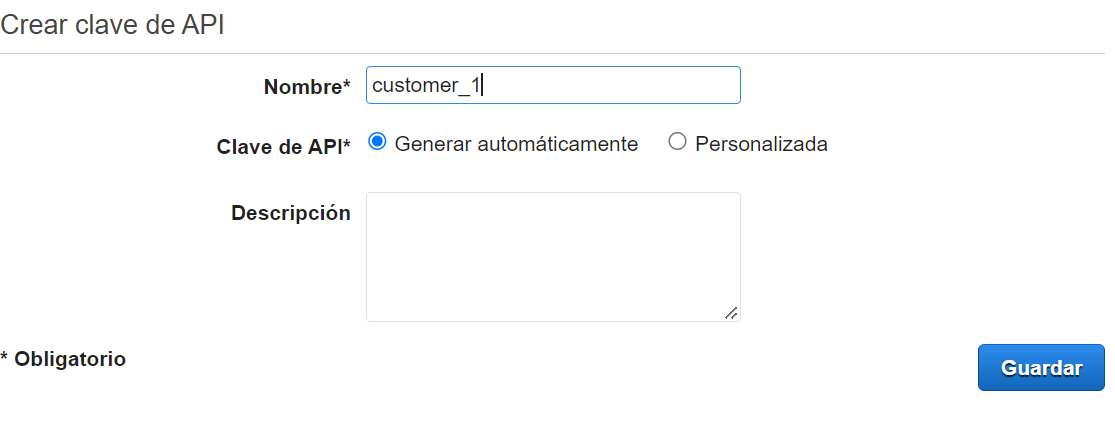 Crear clave de API
Nombre* customer_1
Clave de API* Generar automáticamente Personalizada
Descripción
* Obligatorio Guardar